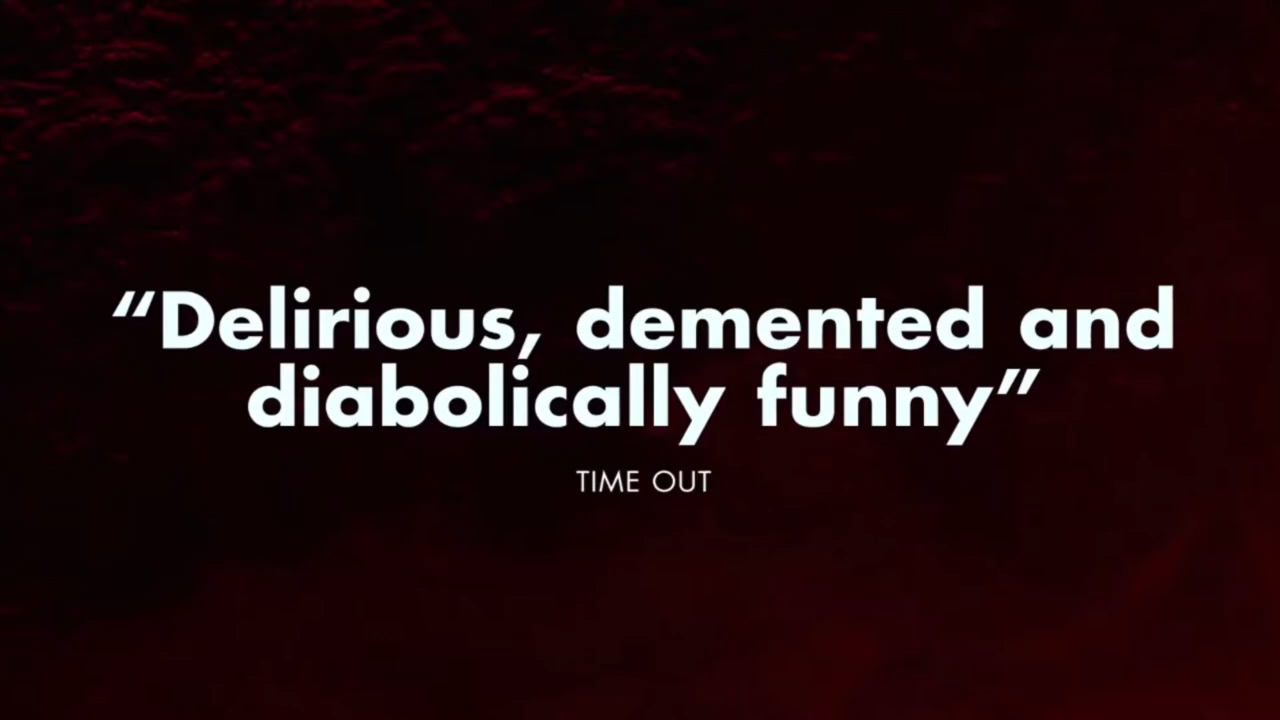 “Delirious, demented and
diabolically funny”
TIME OUT